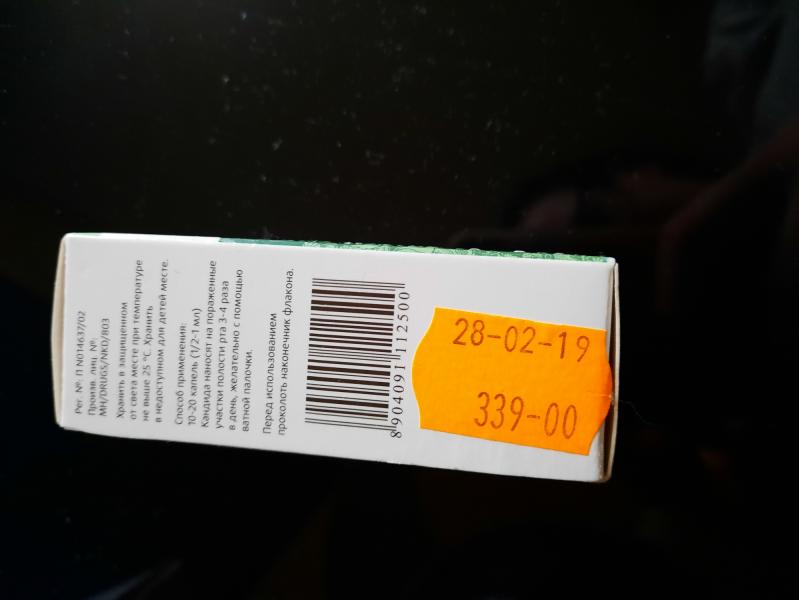 Рег. №: П N014637/02
Произв. лиц. №:
MH/DRUGS/NKD/803
Хранить в защищенном
от света месте при температуре
не выше 25 °С. Хранить
в недоступном для детей месте.
Способ применения:
10-20 капель (1/2-1 мл)
Кандида наносят на пораженные
участки полости рта 3-4 раза
в день, желательно с помощью
ватной палочки.
Перед использованием
проколоть наконечник флакона.
8 904091 112500
28-02-19
339-00